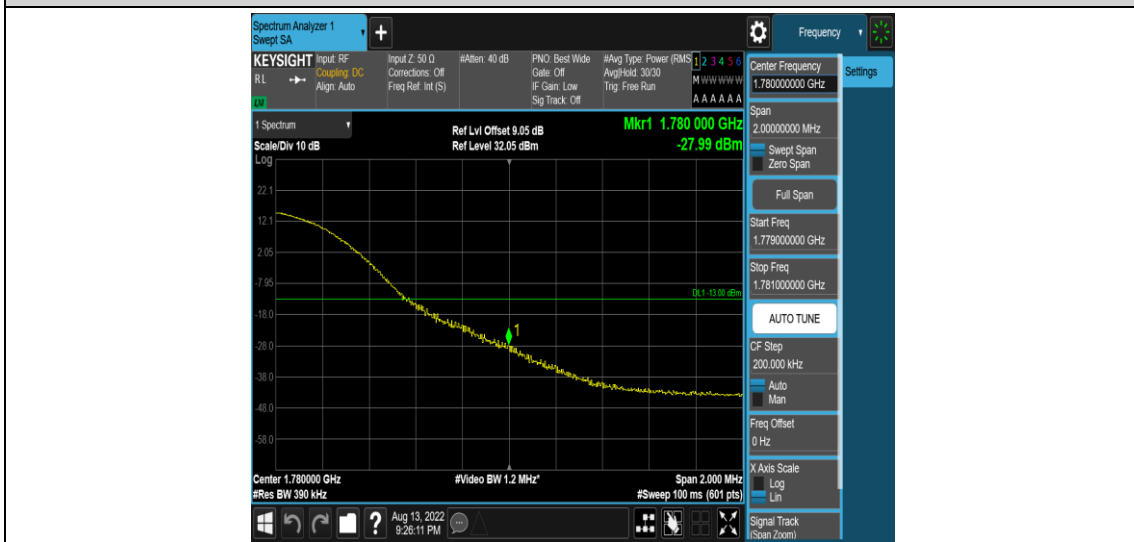 Spectrum Analyzer 1
Swept SA
+
Frequency
KEYSIGHT
R L
Input: RF
Coupling: DC
Align: Auto
Input Z: 50 Ω
Corrections: Off
Freq Ref: Int (S)
#Atten: 40 dB
PNO: Best Wide
Gate: Off
IF Gain: Low
Sig Track: Off
#Avg Type: Power (RMS
Avg|Hold: 30/30
Trig: Free Run
1 2 3 4 5 6
M W W W W W
A A A A A A
1 Spectrum
Scale/Div 10 dB
Log
Ref Lvl Offset 9.05 dB
Ref Level 32.05 dBm
Mkr1 1.780 000 GHz
-27.99 dBm
22.1
12.1
2.05
-7.95
-18.0
-28.0
-38.0
-48.0
-58.0
DL1 -13.00 dBm
1
Center 1.780000 GHz
#Res BW 390 kHz
#Video BW 1.2 MHz*
Span 2.000 MHz
#Sweep 100 ms (601 pts)
Aug 13, 2022
9:26:11 PM
?
Center Frequency
1.780000000 GHz
Settings
Span
2.00000000 MHz
Swept Span
Zero Span
Full Span
Start Freq
1.779000000 GHz
Stop Freq
1.781000000 GHz
AUTO TUNE
CF Step
200.000 kHz
Auto
Man
Freq Offset
0 Hz
X Axis Scale
Log
Lin
Signal Track
(Span Zoom)